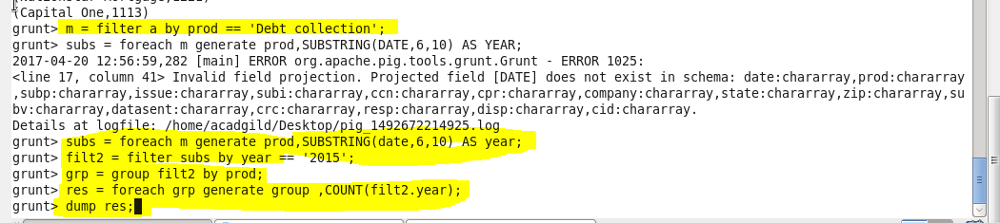 (Capital One,1113)
grunt> m = filter a by prod == 'Debt collection';
grunt> subs = foreach m generate prod,SUBSTRING(DATE,6,10) AS YEAR;
2017-04-20 12:56:59,282 [main] ERROR org.apache.pig.tools.grunt.Grunt - ERROR 1025:
<line 17, column 41> Invalid field projection. Projected field [DATE] does not exist in schema: date:chararray,prod:chararray
,subp:chararray,issue:chararray,subi:chararray,ccn:chararray,cpr:chararray,company:chararray,state:chararray,zip:chararray,su
bv:chararray,datasent:chararray,crc:chararray,resp:chararray,disp:chararray,cid:chararray.
Details at logfile: /home/acadgild/Desktop/pig_1492672214925.log
grunt> subs = foreach m generate prod,SUBSTRING(date,6,10) AS year;
grunt> filt2 = filter subs by year == '2015';
grunt> grp = group filt2 by prod;
grunt> res = foreach grp generate group ,COUNT(filt2.year);
grunt> dump res;